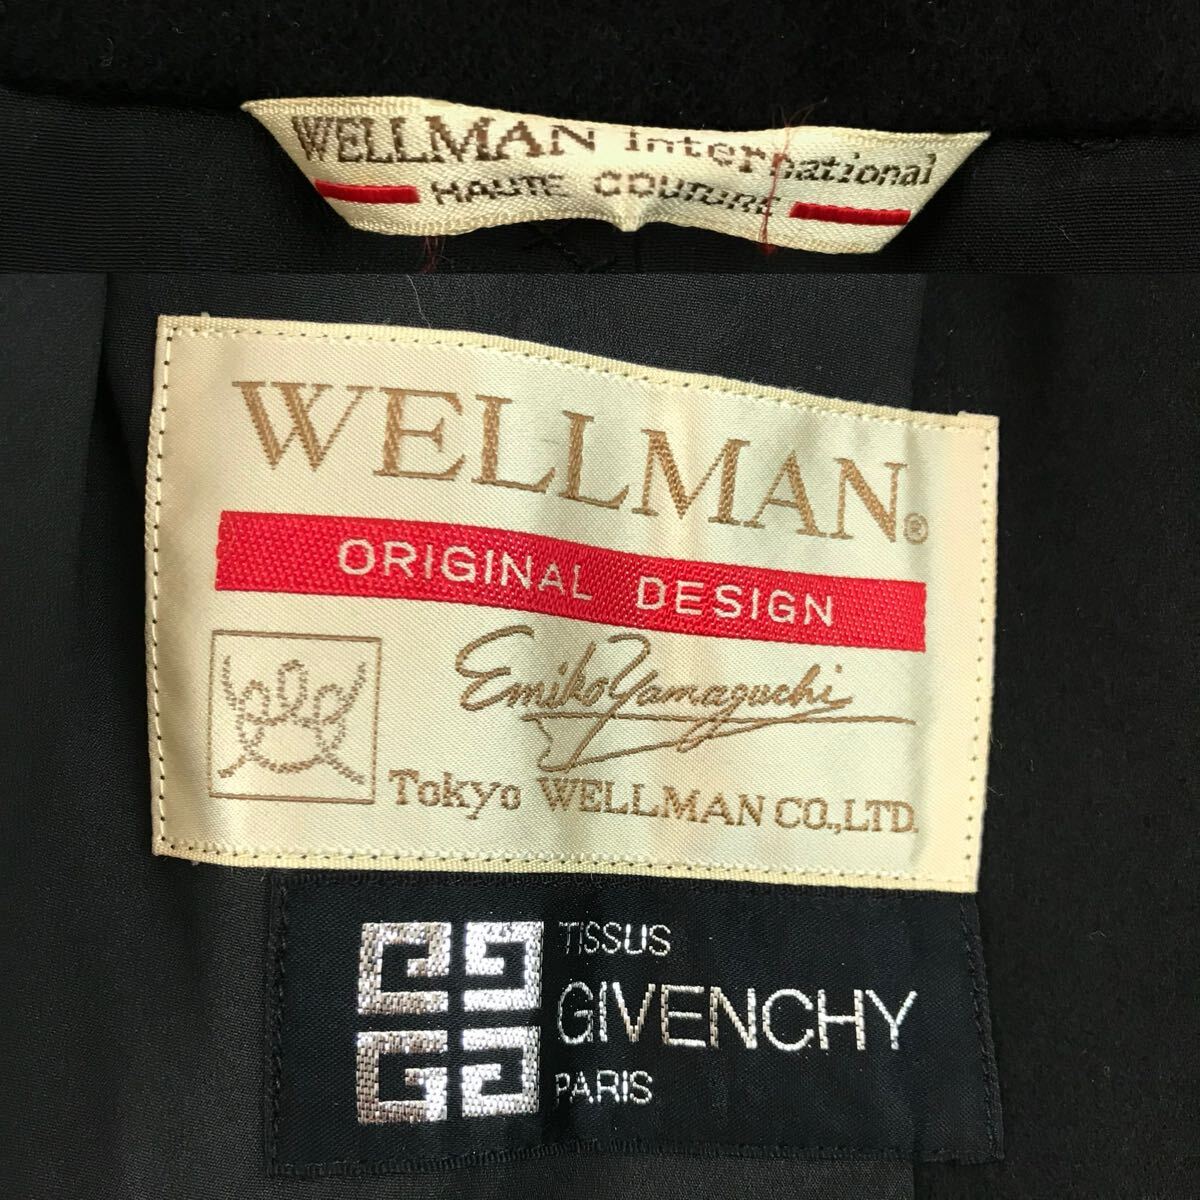 WELLMAN international
HAUTE COUTURE
WELLMAN®
ORIGINAL DESIGN
Emiko Yamaguchi
Tokyo WELLMAN CO.,LTD.
TISSUS
GIVENCHY
PARIS